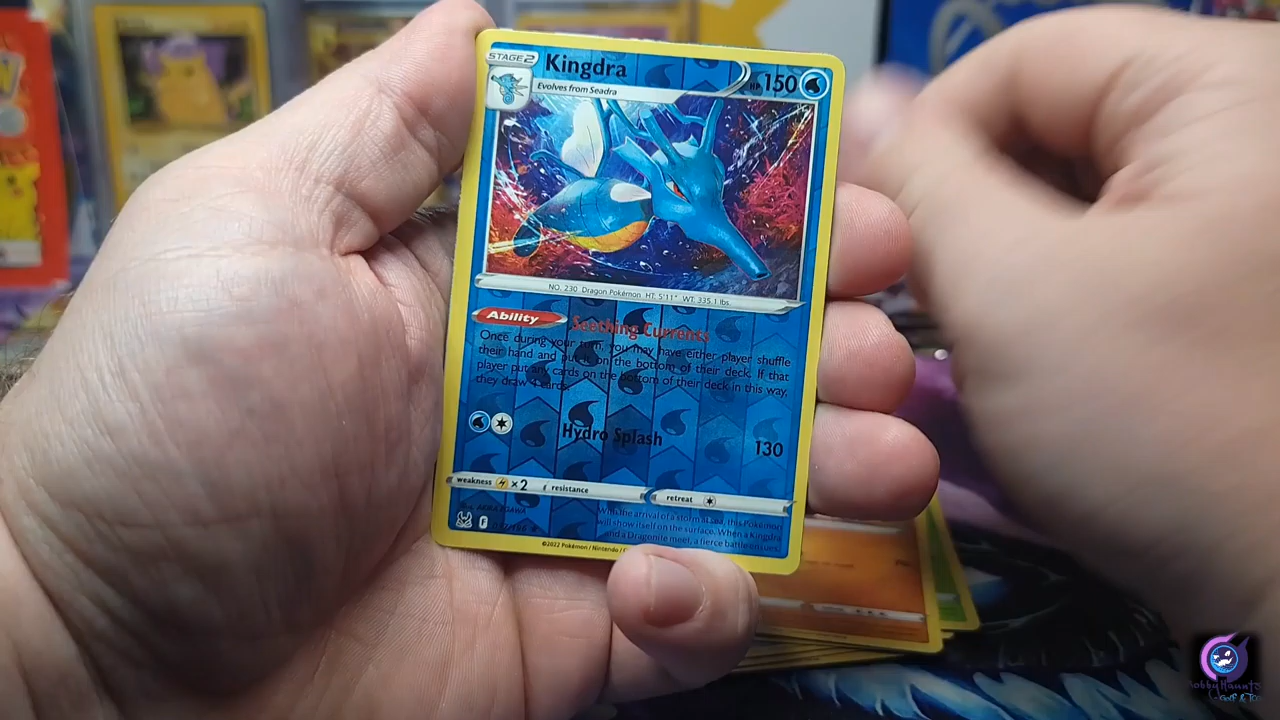 STAGE 2
Kingdra
HP 150
Evolves from Seadra
NO. 230 Dragon Pokémon HT: 5'11" WT: 335.1 lbs.
Ability Seething Currents
Once during your turn, you may have either player shuffle
their hand and put it on the bottom of their deck. If that
player put any cards on the bottom of their deck in this way,
they draw 4 cards.
Hydro Splash 130
weakness ×2 resistance retreat
F
With the arrival of a storm at sea, this Pokémon
will show itself on the surface. When a Kingdra
and a Dragonite meet, a fierce battle ensues.
©2022 Pokémon / Nintendo /